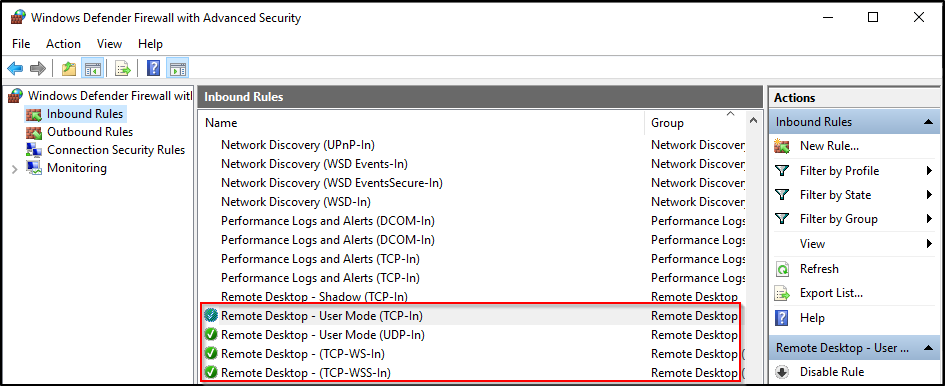 Windows Defender Firewall with Advanced Security
File Action View Help
Windows Defender Firewall witl
Inbound Rules
Outbound Rules
Connection Security Rules
Monitoring
Inbound Rules
Name Group
Network Discovery (UPnP-In) Network Discovery
Network Discovery (WSD Events-In) Network Discovery
Network Discovery (WSD EventsSecure-In) Network Discovery
Network Discovery (WSD-In) Network Discovery
Performance Logs and Alerts (DCOM-In) Performance Logs
Performance Logs and Alerts (DCOM-In) Performance Logs
Performance Logs and Alerts (TCP-In) Performance Logs
Performance Logs and Alerts (TCP-In) Performance Logs
Remote Desktop - Shadow (TCP-In) Remote Desktop
Remote Desktop - User Mode (TCP-In) Remote Desktop
Remote Desktop - User Mode (UDP-In) Remote Desktop
Remote Desktop - (TCP-WS-In) Remote Desktop (
Remote Desktop - (TCP-WSS-In) Remote Desktop (
Actions
Inbound Rules
New Rule...
Filter by Profile
Filter by State
Filter by Group
View
Refresh
Export List...
Help
Remote Desktop - User ...
Disable Rule